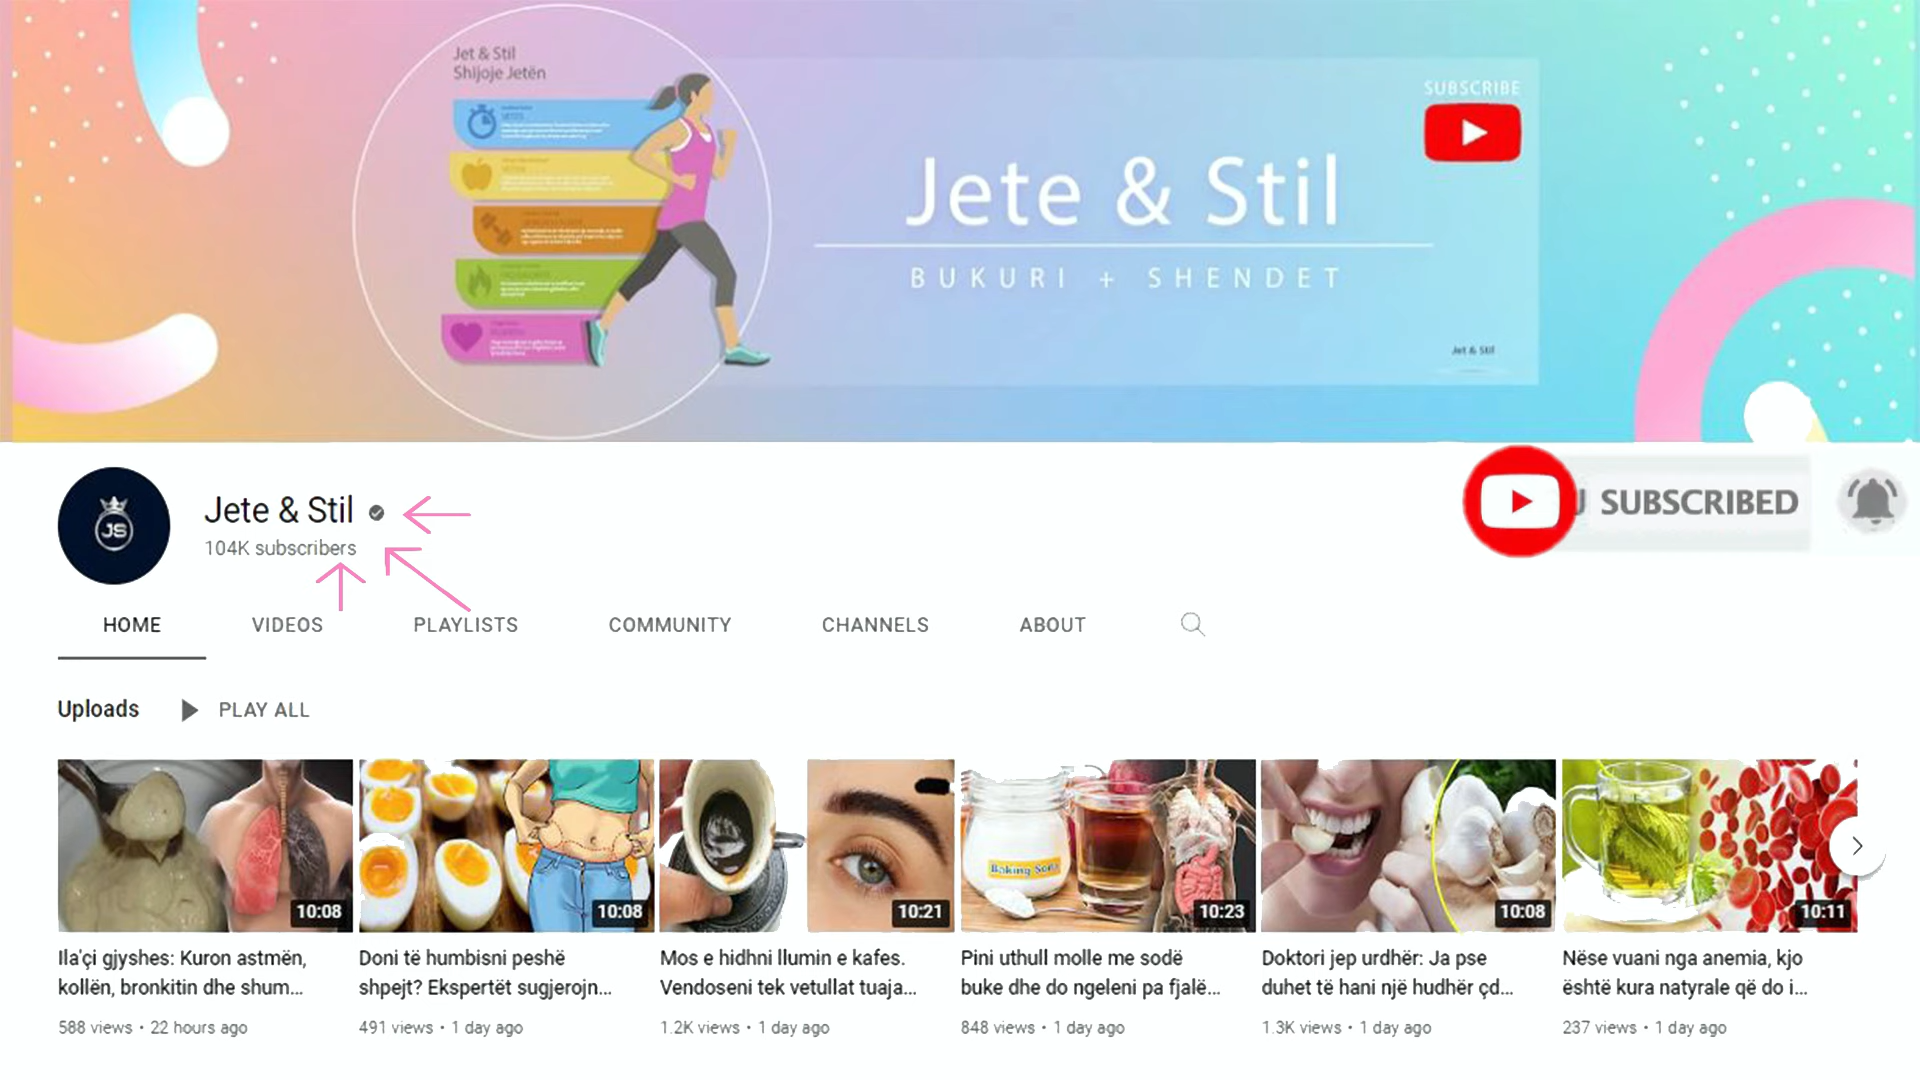 Jet & Stil
Shijoje Jetën
SUBSCRIBE
Jete & Stil
BUKURI + SHENDET
Jet & Stil
JS
Jete & Stil
104K subscribers
SUBSCRIBED
HOME VIDEOS PLAYLISTS COMMUNITY CHANNELS ABOUT
Uploads PLAY ALL
Baking Soda
10:08 10:08 10:21 10:23 10:08 10:11
Ila'çi gjyshes: Kuron astmën,
kollën, bronkitin dhe shum...
588 views • 22 hours ago
Doni të humbisni peshë
shpejt? Ekspertët sugjerojn...
491 views • 1 day ago
Mos e hidhni llumin e kafes.
Vendoseni tek vetullat tuaja...
1.2K views • 1 day ago
Pini uthull molle me sodë
buke dhe do ngeleni pa fjalë...
848 views • 1 day ago
Doktori jep urdhër: Ja pse
duhet të hani një hudhër çd...
1.3K views • 1 day ago
Nëse vuani nga anemia, kjo
është kura natyrale që do i...
237 views • 1 day ago